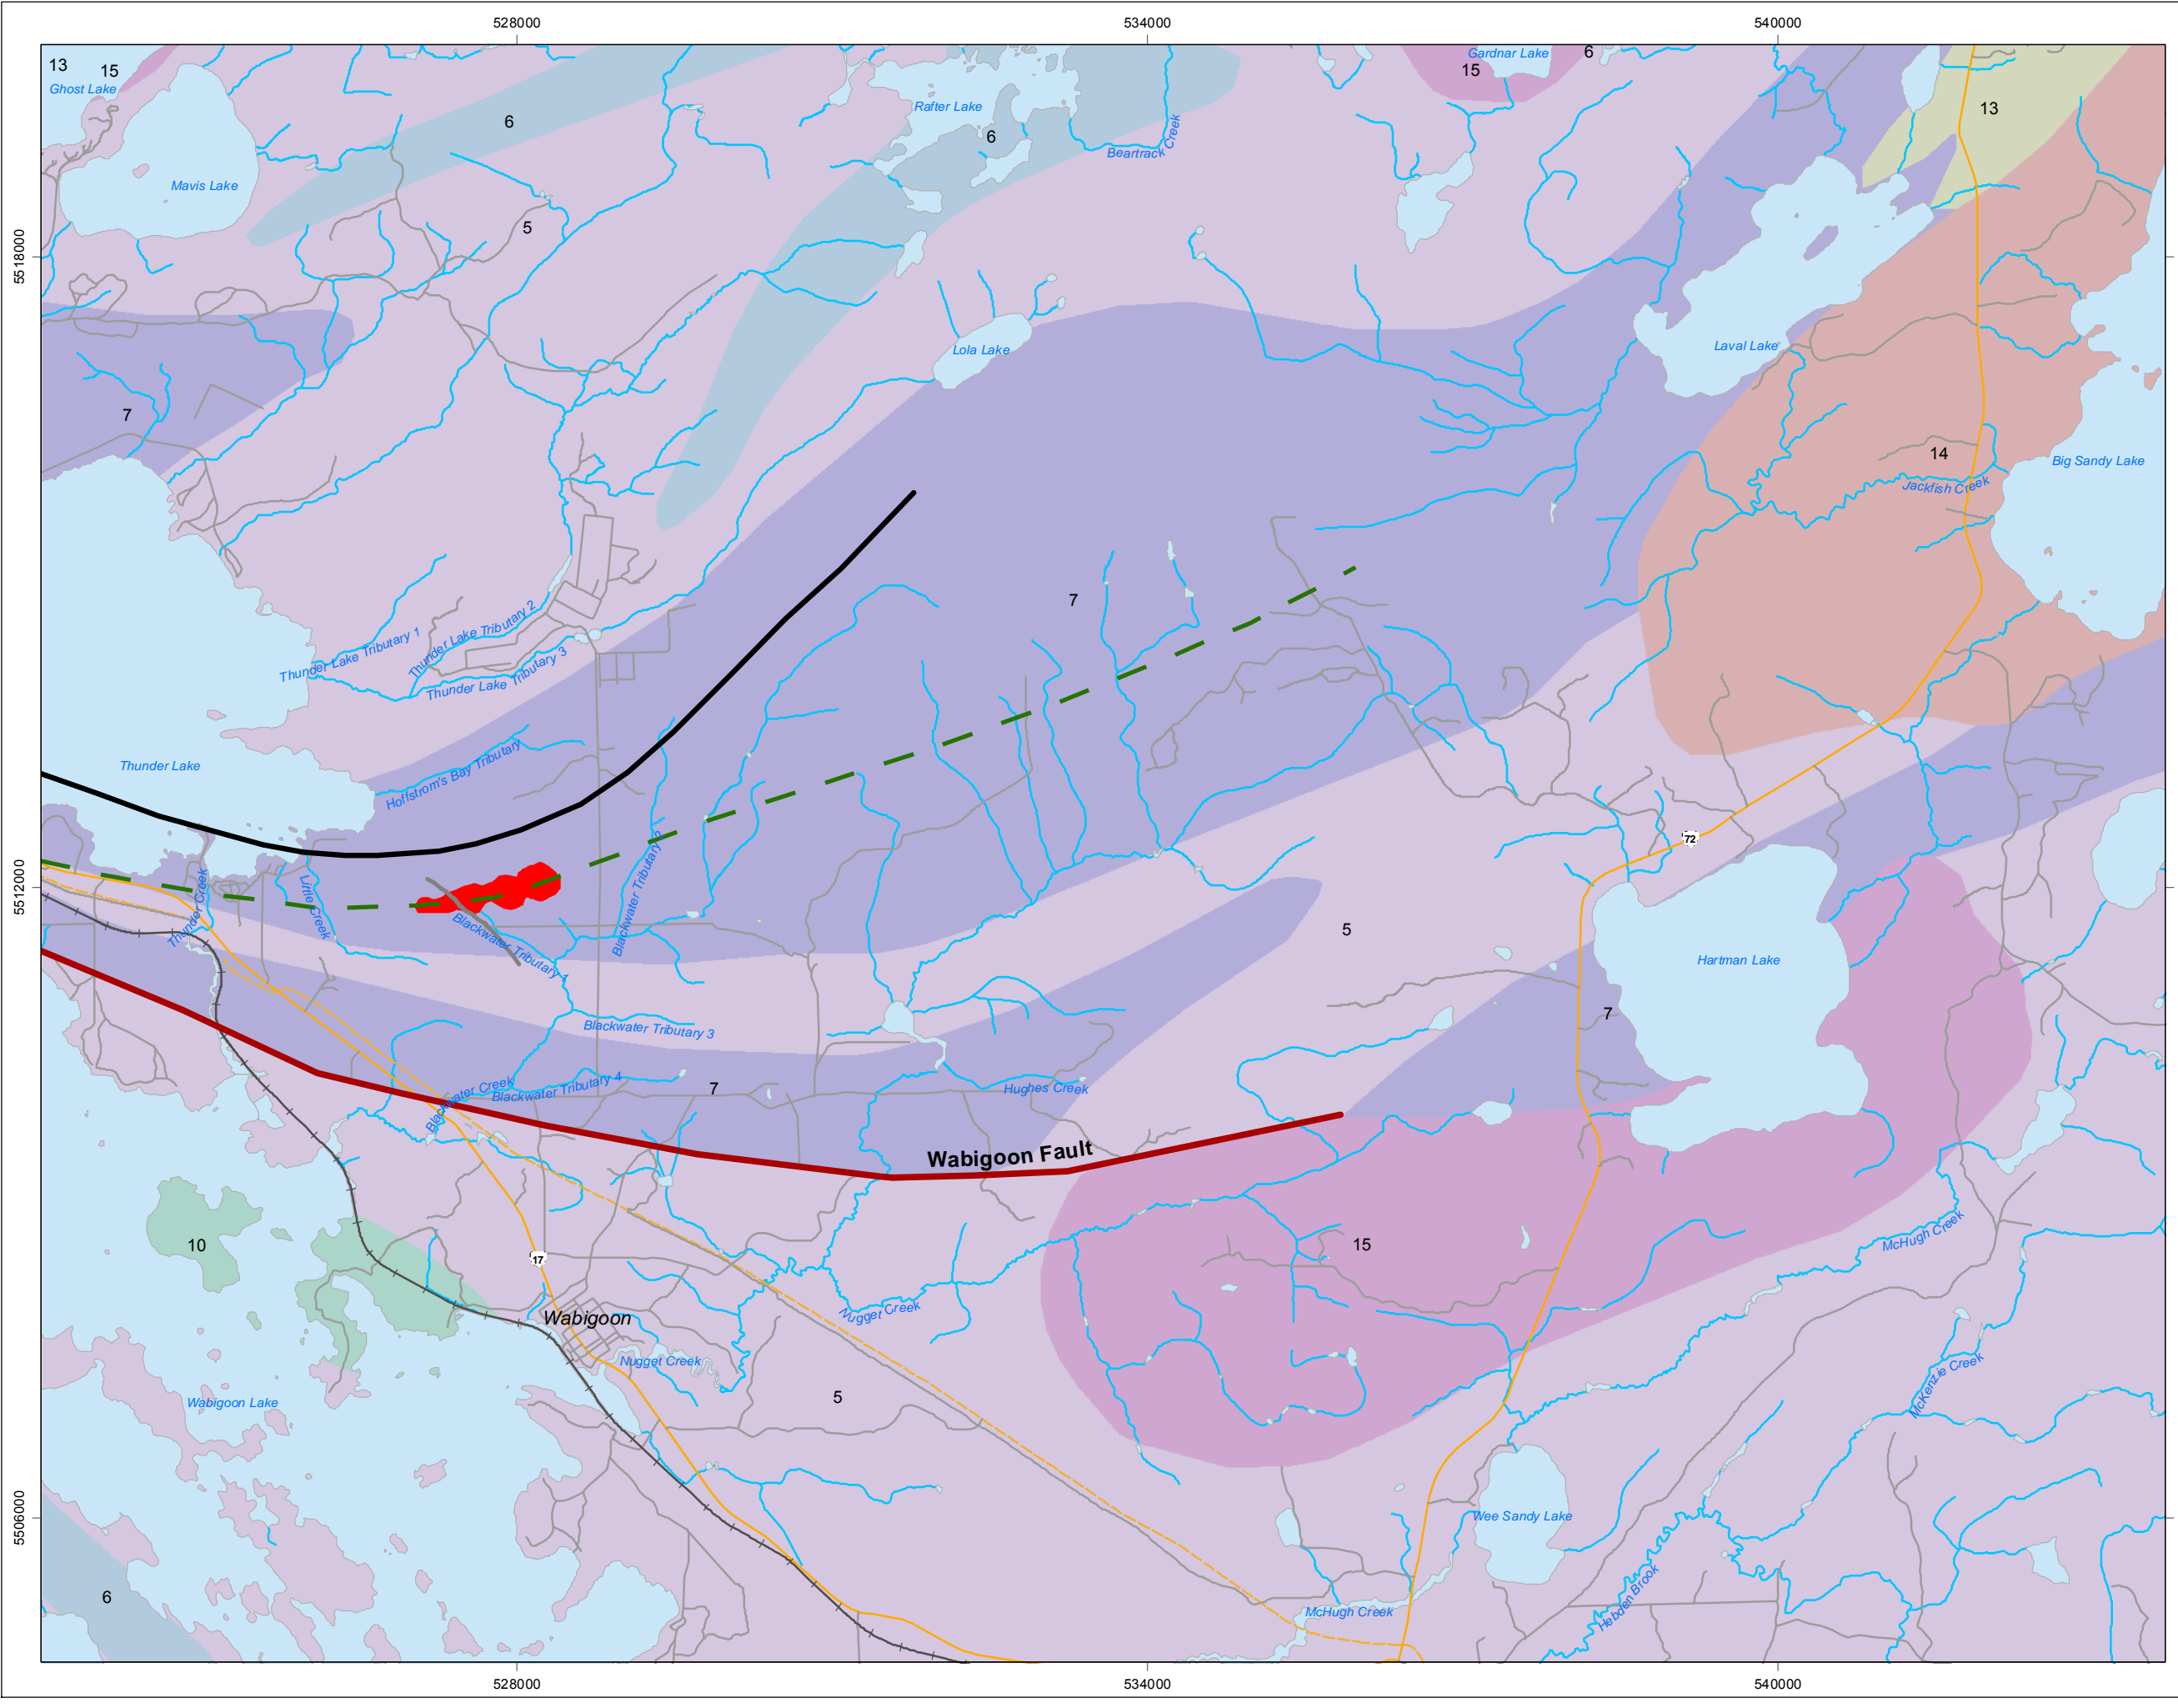 528000
534000
540000
13
15
Ghost Lake
Gardnar Lake
6
15
Rafter Lake
13
6
6
Beartrack Creek
Mavis Lake
5
5518000
Laval Lake
Lola Lake
7
14
Big Sandy Lake
Jackfish Creek
7
Thunder Lake Tributary 1
Thunder Lake Tributary 2
Thunder Lake Tributary 3
Thunder Lake
Hoffstrom's Bay Tributary
72
5512000
Thunder Creek
Little Creek
Blackwater Tributary 1
Blackwater Tributary 2
5
Hartman Lake
7
Blackwater Tributary 3
Blackwater Creek
Blackwater Tributary 4
7
Hughes Creek
Wabigoon Fault
10
15
McHugh Creek
17
Wabigoon
Nugget Creek
Nugget Creek
McKenzie Creek
Wabigoon Lake
5
5506000
Wee Sandy Lake
6
Hebden Brook
McHugh Creek
528000
534000
540000